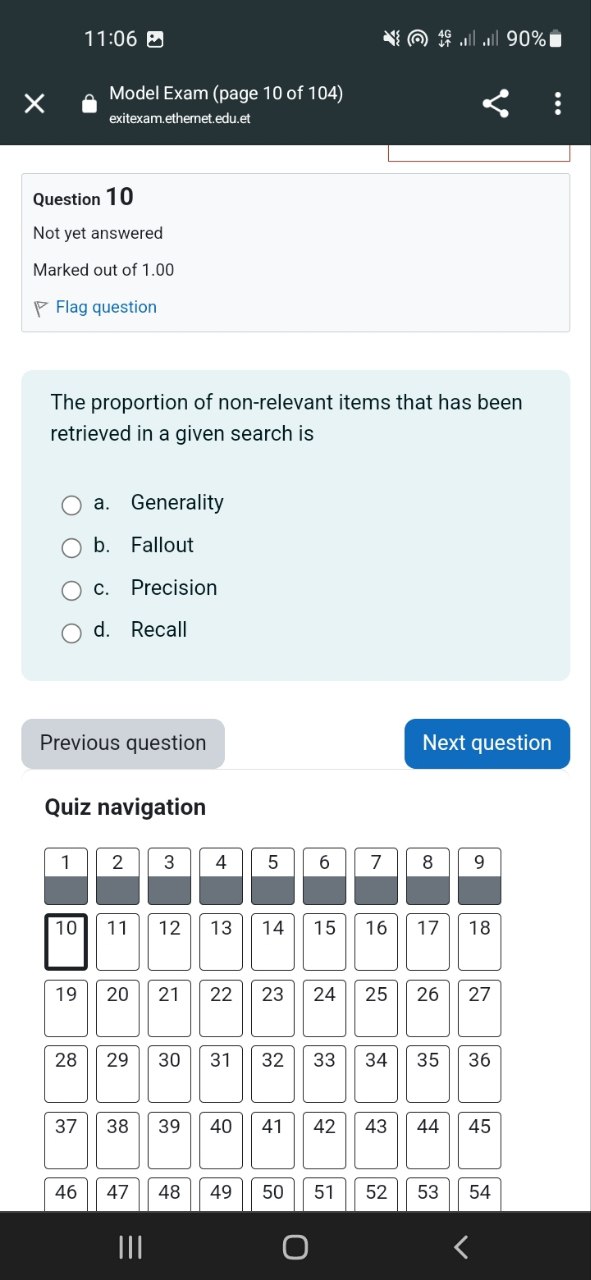 11:06
4G 90%
Model Exam (page 10 of 104)
exitexam.ethernet.edu.et
Question 10
Not yet answered
Marked out of 1.00
Flag question
The proportion of non-relevant items that has been
retrieved in a given search is
a. Generality
b. Fallout
c. Precision
d. Recall
Previous question
Next question
Quiz navigation
1 2 3 4 5 6 7 8 9
10 11 12 13 14 15 16 17 18
19 20 21 22 23 24 25 26 27
28 29 30 31 32 33 34 35 36
37 38 39 40 41 42 43 44 45
46 47 48 49 50 51 52 53 54